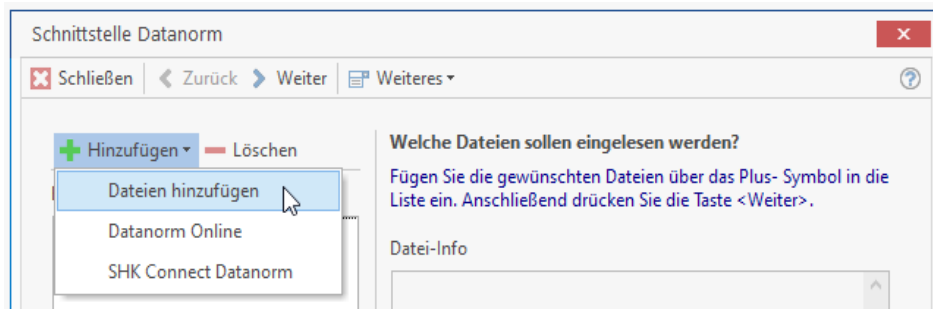 Schnittstelle Datanorm
Schließen Zurück Weiter Weiteres
Hinzufügen Löschen
Dateien hinzufügen
Datanorm Online
SHK Connect Datanorm
Welche Dateien sollen eingelesen werden?
Fügen Sie die gewünschten Dateien über das Plus- Symbol in die
Liste ein. Anschließend drücken Sie die Taste <Weiter>.
Datei-Info